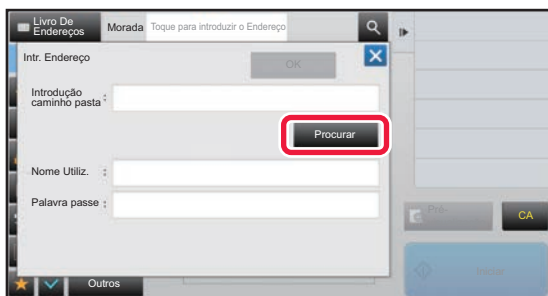 Livro De
Endereços
Morada
Toque para introduzir o Endereço
Intr. Endereço
OK
Introdução
caminho pasta :
Procurar
Nome Utiliz. :
Palavra passe :
Pré-
CA
Iniciar
Outros